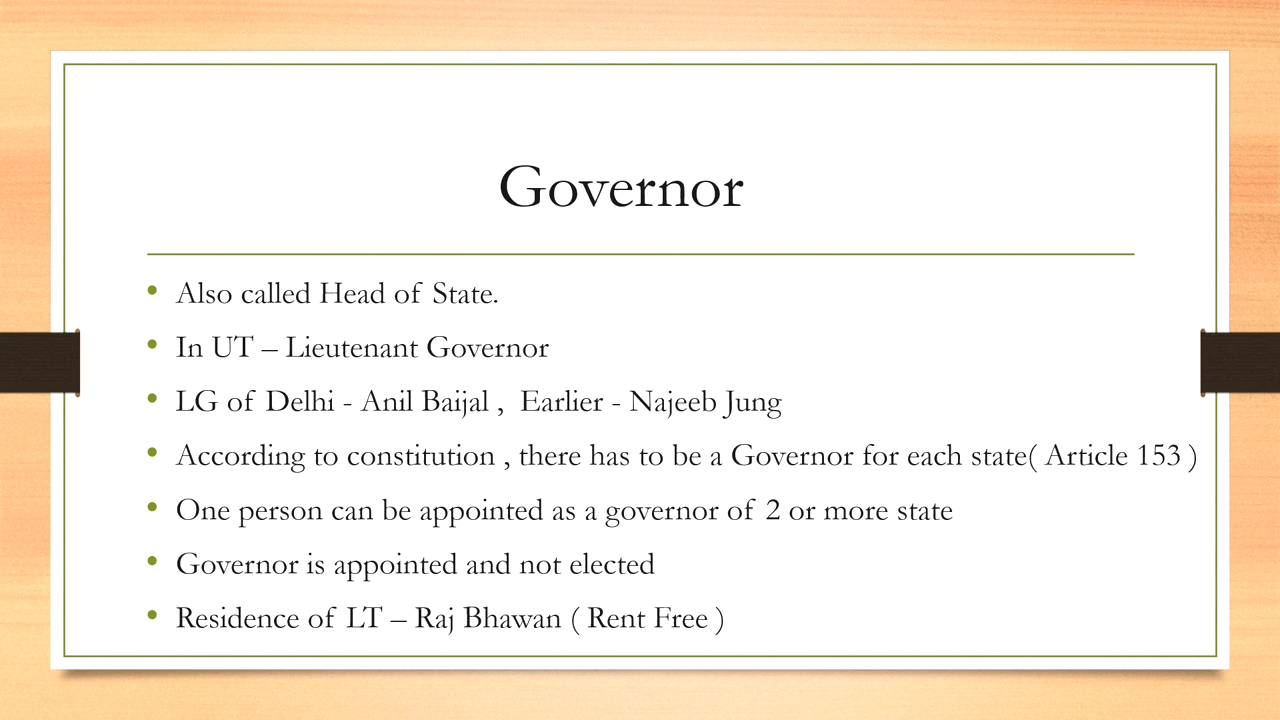 Governor
Also called Head of State.
In UT – Lieutenant Governor
LG of Delhi - Anil Baijal , Earlier - Najeeb Jung
According to constitution , there has to be a Governor for each state( Article 153 )
One person can be appointed as a governor of 2 or more state
Governor is appointed and not elected
Residence of LT – Raj Bhawan ( Rent Free )